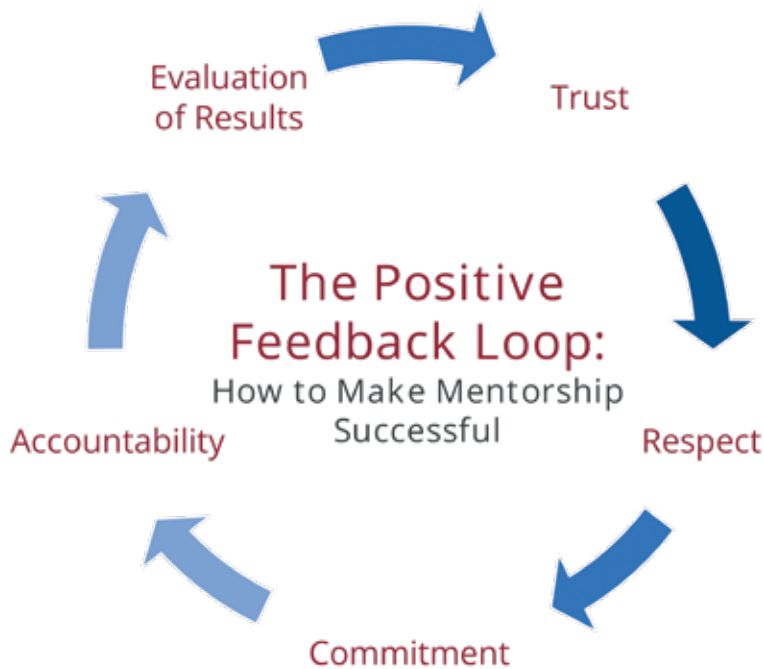 Evaluation
of Results
Trust
The Positive
Feedback Loop:
How to Make Mentorship
Successful
Accountability
Respect
Commitment